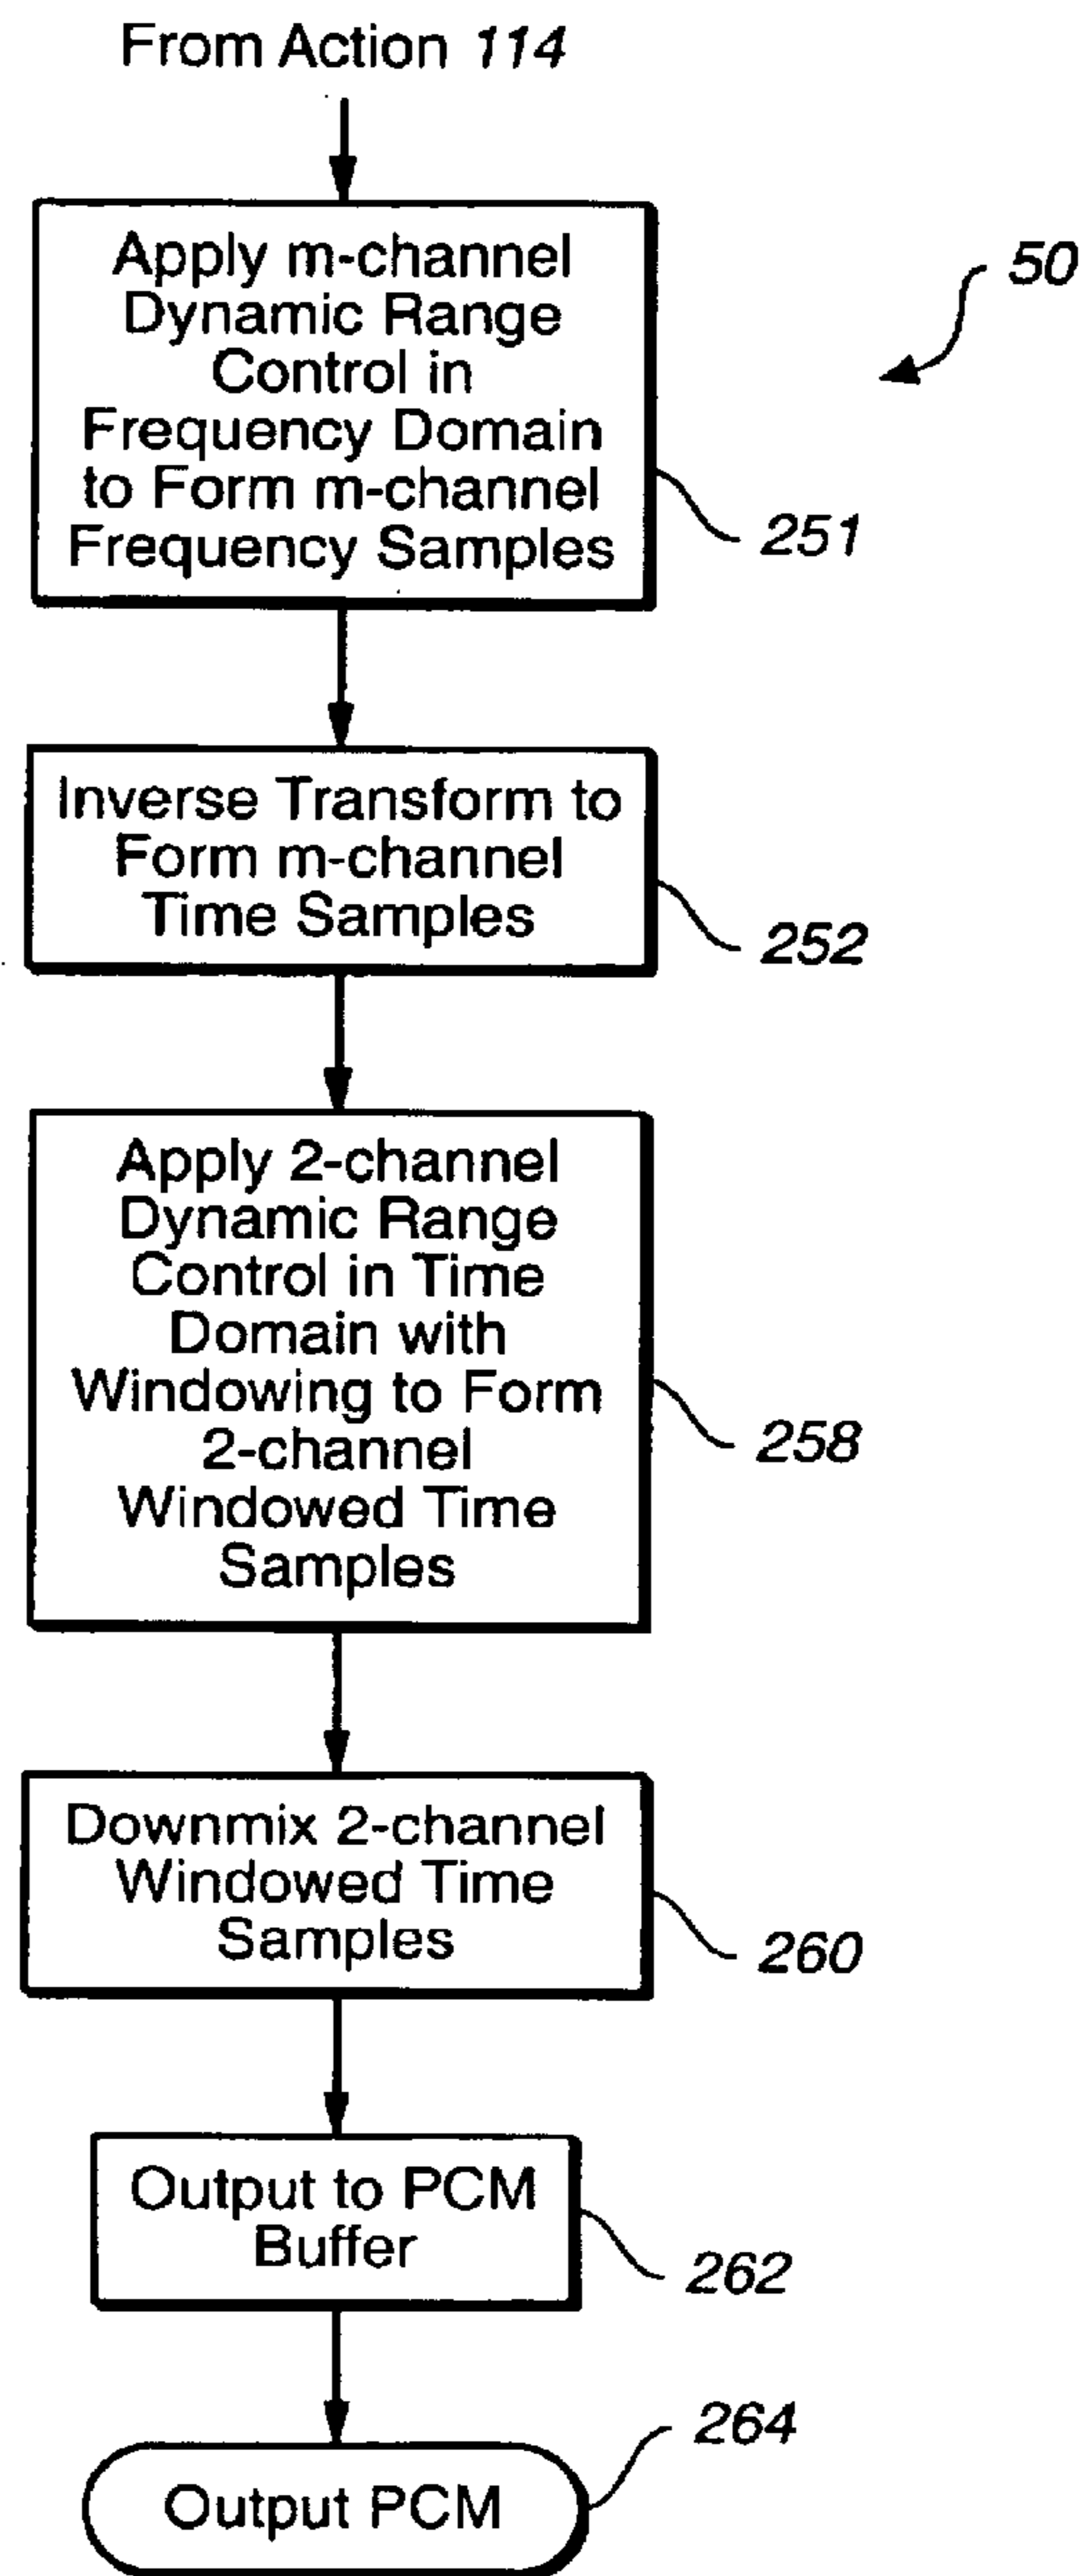 From Action 114
50
Apply m-channel
Dynamic Range
Control in
Frequency Domain
to Form m-channel
Frequency Samples
251
Inverse Transform to
Form m-channel
Time Samples
252
Apply 2-channel
Dynamic Range
Control in Time
Domain with
Windowing to Form
2-channel
Windowed Time
Samples
258
Downmix 2-channel
Windowed Time
Samples
260
Output to PCM
Buffer
262
264
Output PCM